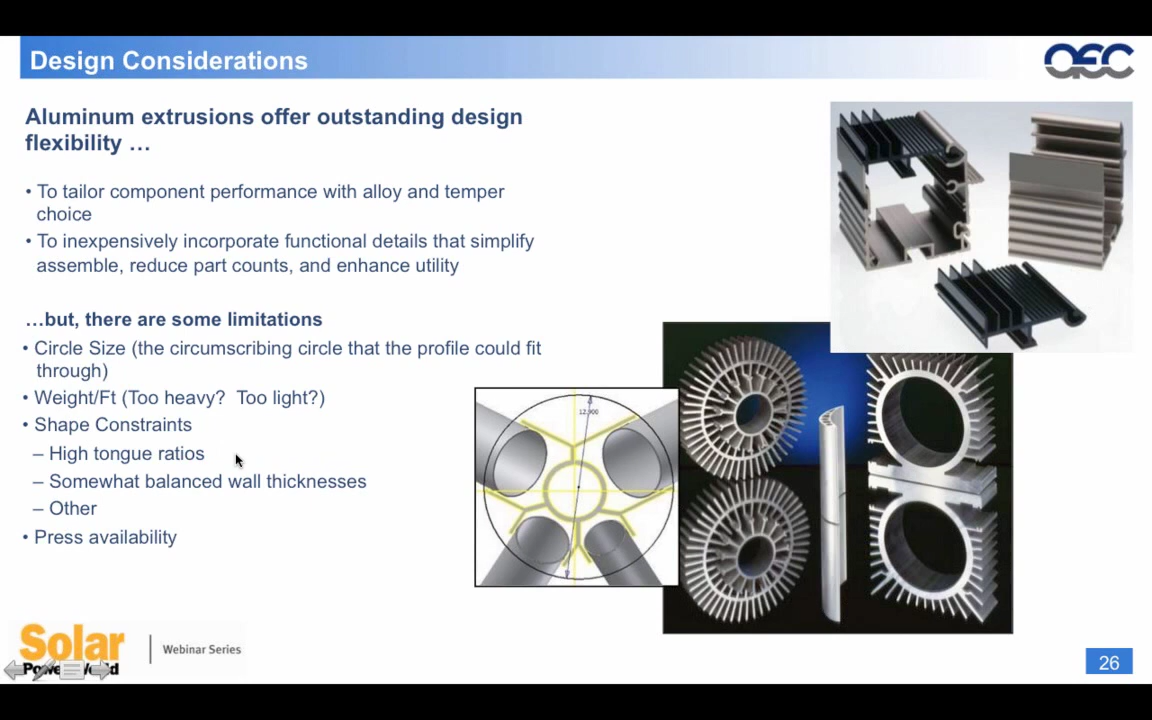 Design Considerations
AEC
Aluminum extrusions offer outstanding design
flexibility …
• To tailor component performance with alloy and temper
choice
• To inexpensively incorporate functional details that simplify
assemble, reduce part counts, and enhance utility
…but, there are some limitations
• Circle Size (the circumscribing circle that the profile could fit
through)
• Weight/Ft (Too heavy? Too light?)
• Shape Constraints
– High tongue ratios
– Somewhat balanced wall thicknesses
– Other
• Press availability
Solar
Webinar Series
26